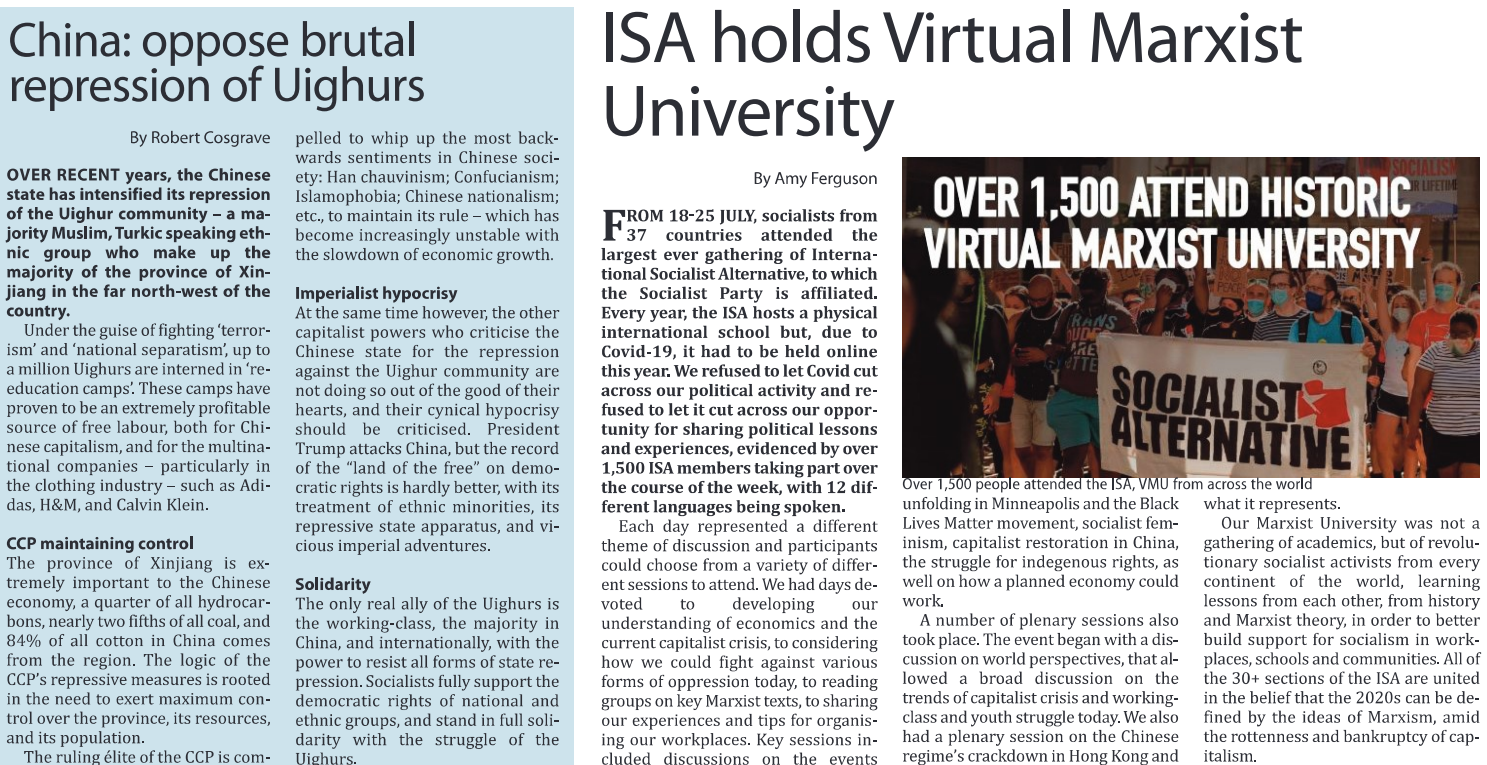 China: oppose brutal
repression of Uighurs
By Robert Cosgrave
OVER RECENT years, the Chinese
state has intensified its repression
of the Uighur community – a ma-
jority Muslim, Turkic speaking eth-
nic group who make up the
majority of the province of Xin-
jiang in the far north-west of the
country.
Under the guise of fighting ‘terror-
ism’ and ‘national separatism’, up to
a million Uighurs are interned in ‘re-
education camps’. These camps have
proven to be an extremely profitable
source of free labour, both for Chi-
nese capitalism, and for the multina-
tional companies – particularly in
the clothing industry – such as Adi-
das, H&M, and Calvin Klein.
CCP maintaining control
The province of Xinjiang is ex-
tremely important to the Chinese
economy, a quarter of all hydrocar-
bons, nearly two fifths of all coal, and
84% of all cotton in China comes
from the region. The logic of the
CCP’s repressive measures is rooted
in the need to exert maximum con-
trol over the province, its resources,
and its population.
The ruling élite of the CCP is com-
pelled to whip up the most back-
wards sentiments in Chinese soci-
ety: Han chauvinism; Confucianism;
Islamophobia; Chinese nationalism;
etc., to maintain its rule – which has
become increasingly unstable with
the slowdown of economic growth.
Imperialist hypocrisy
At the same time however, the other
capitalist powers who criticise the
Chinese state for the repression
against the Uighur community are
not doing so out of the good of their
hearts, and their cynical hypocrisy
should be criticised. President
Trump attacks China, but the record
of the “land of the free” on demo-
cratic rights is hardly better, with its
treatment of ethnic minorities, its
repressive state apparatus, and vi-
cious imperial adventures.
Solidarity
The only real ally of the Uighurs is
the working-class, the majority in
China, and internationally, with the
power to resist all forms of state re-
pression. Socialists fully support the
democratic rights of national and
ethnic groups, and stand in full soli-
darity with the struggle of the
Uighurs.
ISA holds Virtual Marxist
University
By Amy Ferguson
FROM 18-25 JULY, socialists from
37 countries attended the
largest ever gathering of Interna-
tional Socialist Alternative, to which
the Socialist Party is affiliated.
Every year, the ISA hosts a physical
international school but, due to
Covid-19, it had to be held online
this year. We refused to let Covid cut
across our political activity and re-
fused to let it cut across our oppor-
tunity for sharing political lessons
and experiences, evidenced by over
1,500 ISA members taking part over
the course of the week, with 12 dif-
ferent languages being spoken.
Each day represented a different
theme of discussion and participants
could choose from a variety of differ-
ent sessions to attend. We had days de-
voted to developing our
understanding of economics and the
current capitalist crisis, to considering
how we could fight against various
forms of oppression today, to reading
groups on key Marxist texts, to sharing
our experiences and tips for organis-
ing our workplaces. Key sessions in-
cluded discussions on the events
OVER 1,500 ATTEND HISTORIC
VIRTUAL MARXIST UNIVERSITY
SOCIALISM
LIFETIME
PEACE
TRANS
SOCIALIST
ALTERNATIVE
Over 1,500 people attended the ISA, VMU from across the world
unfolding in Minneapolis and the Black
Lives Matter movement, socialist fem-
inism, capitalist restoration in China,
the struggle for indegenous rights, as
well on how a planned economy could
work.
A number of plenary sessions also
took place. The event began with a dis-
cussion on world perspectives, that al-
lowed a broad discussion on the
trends of capitalist crisis and working-
class and youth struggle today. We also
had a plenary session on the Chinese
regime’s crackdown in Hong Kong and
what it represents.
Our Marxist University was not a
gathering of academics, but of revolu-
tionary socialist activists from every
continent of the world, learning
lessons from each other, from history
and Marxist theory, in order to better
build support for socialism in work-
places, schools and communities. All of
the 30+ sections of the ISA are united
in the belief that the 2020s can be de-
fined by the ideas of Marxism, amid
the rottenness and bankruptcy of cap-
italism.